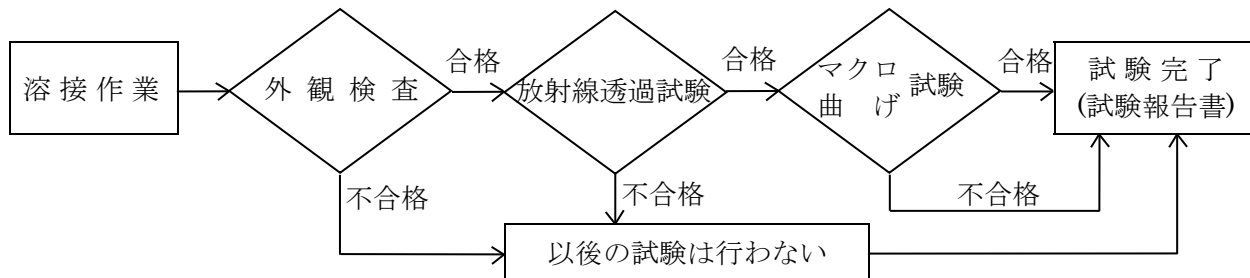 溶接作業
外観検査
合格
放射線透過試験
合格
マクロ
曲げ
試験
合格
試験完了
(試験報告書)
不合格
不合格
不合格
以後の試験は行わない